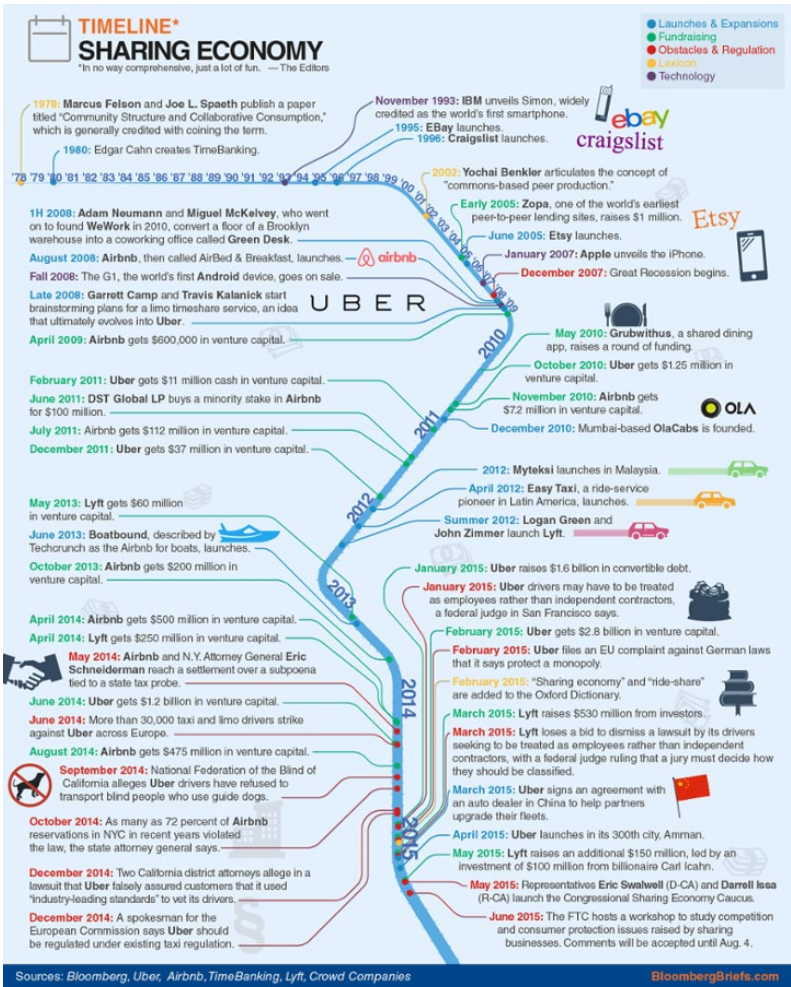 TIMELINE*
SHARING ECONOMY
*In no way comprehensive, just a lot of fun. — The Editors
Launches & Expansions
Fundraising
Obstacles & Regulation
Lexicon
Technology
1978: Marcus Felson and Joe L. Spaeth publish a paper
titled "Community Structure and Collaborative Consumption,"
which is generally credited with coining the term.
1980: Edgar Cahn creates TimeBanking.
November 1993: IBM unveils Simon, widely
credited as the world's first smartphone.
1995: EBay launches.
1996: Craigslist launches.
ebay
craigslist
'78 '79 '80 '81 '82 '83 '84 '85 '86 '87 '88 '89 '90 '91 '92 '93 '94 '95 '96 '97 '98 '99 '00 '01 '02 '03 '04 '05 '06 '07 '08 '09
2002: Yochai Benkler articulates the concept of
"commons-based peer production."
Early 2005: Zopa, one of the world's earliest
peer-to-peer lending sites, raises $1 million.
Etsy
June 2005: Etsy launches.
January 2007: Apple unveils the iPhone.
December 2007: Great Recession begins.
1H 2008: Adam Neumann and Miguel McKelvey, who went
on to found WeWork in 2010, convert a floor of a Brooklyn
warehouse into a coworking office called Green Desk.
August 2008: Airbnb, then called AirBed & Breakfast, launches.
airbnb
Fall 2008: The G1, the world's first Android device, goes on sale.
Late 2008: Garrett Camp and Travis Kalanick start
brainstorming plans for a limo timeshare service, an idea
that ultimately evolves into Uber.
UBER
April 2009: Airbnb gets $600,000 in venture capital.
2010
May 2010: Grubwithus, a shared dining
app, raises a round of funding.
October 2010: Uber gets $1.25 million in
venture capital.
November 2010: Airbnb gets
$7.2 million in venture capital.
OLA
December 2010: Mumbai-based OlaCabs is founded.
February 2011: Uber gets $11 million cash in venture capital.
June 2011: DST Global LP buys a minority stake in Airbnb
for $100 million.
July 2011: Airbnb gets $112 million in venture capital.
December 2011: Uber gets $37 million in venture capital.
2011
2012: Myteksi launches in Malaysia.
April 2012: Easy Taxi, a ride-service
pioneer in Latin America, launches.
Summer 2012: Logan Green and
John Zimmer launch Lyft.
2012
May 2013: Lyft gets $60 million
in venture capital.
June 2013: Boatbound, described by
Techcrunch as the Airbnb for boats, launches.
October 2013: Airbnb gets $200 million in
venture capital.
2013
April 2014: Airbnb gets $500 million in venture capital.
April 2014: Lyft gets $250 million in venture capital.
May 2014: Airbnb and N.Y. Attorney General Eric
Schneiderman reach a settlement over a subpoena
tied to a state tax probe.
June 2014: Uber gets $1.2 billion in venture capital.
June 2014: More than 30,000 taxi and limo drivers strike
against Uber across Europe.
August 2014: Airbnb gets $475 million in venture capital.
September 2014: National Federation of the Blind of
California alleges Uber drivers have refused to
transport blind people who use guide dogs.
October 2014: As many as 72 percent of Airbnb
reservations in NYC in recent years violated
the law, the state attorney general says.
December 2014: Two California district attorneys allege in a
lawsuit that Uber falsely assured customers that it used
"industry-leading standards" to vet its drivers.
December 2014: A spokesman for the
European Commission says Uber should
be regulated under existing taxi regulation.
2014
2015
January 2015: Uber raises $1.6 billion in convertible debt.
January 2015: Uber drivers may have to be treated
as employees rather than independent contractors,
a federal judge in San Francisco says.
February 2015: Uber gets $2.8 billion in venture capital.
February 2015: Uber files an EU complaint against German laws
that it says protect a monopoly.
February 2015: "Sharing economy" and "ride-share"
are added to the Oxford Dictionary.
March 2015: Lyft raises $530 million from investors.
March 2015: Lyft loses a bid to dismiss a lawsuit by its drivers
seeking to be treated as employees rather than independent
contractors, with a federal judge ruling that a jury must decide how
they should be classified.
March 2015: Uber signs an agreement with
an auto dealer in China to help partners
upgrade their fleets.
April 2015: Uber launches in its 300th city, Amman.
May 2015: Lyft raises an additional $150 million, led by an
investment of $100 million from billionaire Carl Icahn.
May 2015: Representatives Eric Swalwell (D-CA) and Darrell Issa
(R-CA) launch the Congressional Sharing Economy Caucus.
June 2015: The FTC hosts a workshop to study competition
and consumer protection issues raised by sharing
businesses. Comments will be accepted until Aug. 4.
Sources: Bloomberg, Uber, Airbnb,TimeBanking, Lyft, Crowd Companies
BloombergBriefs.com